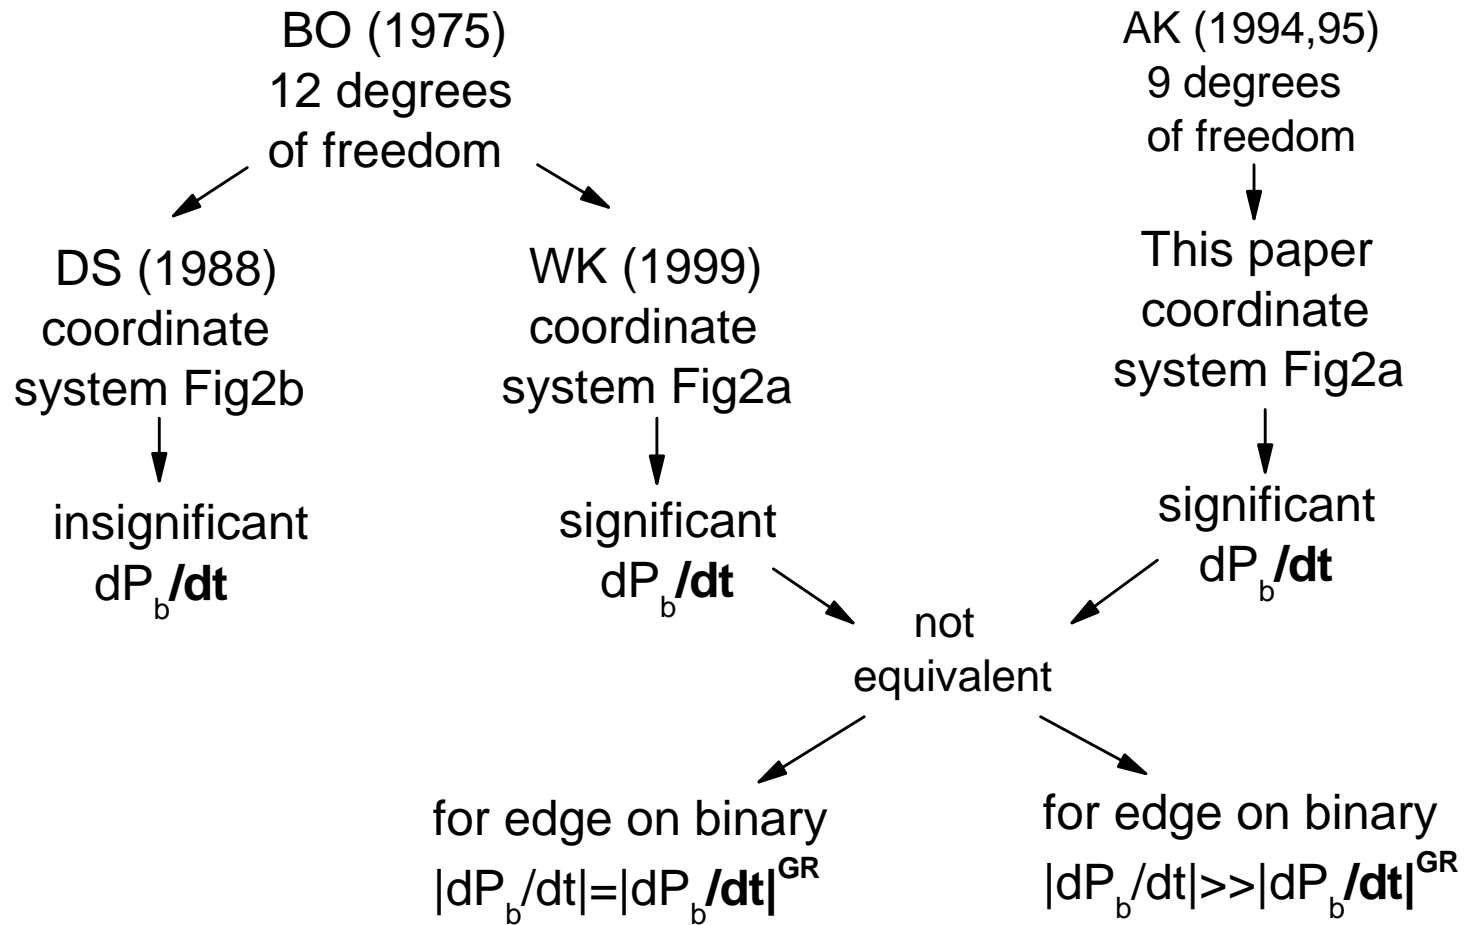 BO (1975)
12 degrees
of freedom
AK (1994,95)
9 degrees
of freedom
DS (1988)
coordinate
system Fig2b
WK (1999)
coordinate
system Fig2a
This paper
coordinate
system Fig2a
insignificant
dP_b/dt
significant
dP_b/dt
significant
dP_b/dt
not
equivalent
for edge on binary
|dP_b/dt|=|dP_b/dt|^GR
for edge on binary
|dP_b/dt|>>|dP_b/dt|^GR